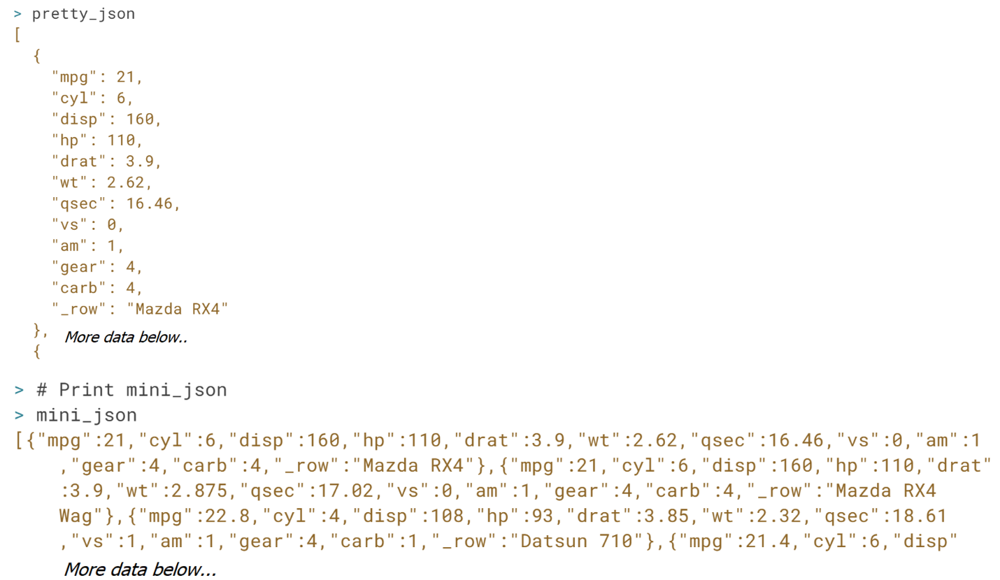 > pretty_json
[
  {
    "mpg": 21,
    "cyl": 6,
    "disp": 160,
    "hp": 110,
    "drat": 3.9,
    "wt": 2.62,
    "qsec": 16.46,
    "vs": 0,
    "am": 1,
    "gear": 4,
    "carb": 4,
    "_row": "Mazda RX4"
  },
More data below..
  {
> # Print mini_json
> mini_json
[{"mpg":21,"cyl":6,"disp":160,"hp":110,"drat":3.9,"wt":2.62,"qsec":16.46,"vs":0,"am":1
,"gear":4,"carb":4,"_row":"Mazda RX4"},{"mpg":21,"cyl":6,"disp":160,"hp":110,"drat"
:3.9,"wt":2.875,"qsec":17.02,"vs":0,"am":1,"gear":4,"carb":4,"_row":"Mazda RX4
Wag"},{"mpg":22.8,"cyl":4,"disp":108,"hp":93,"drat":3.85,"wt":2.32,"qsec":18.61
,"vs":1,"am":1,"gear":4,"carb":1,"_row":"Datsun 710"},{"mpg":21.4,"cyl":6,"disp"
More data below...